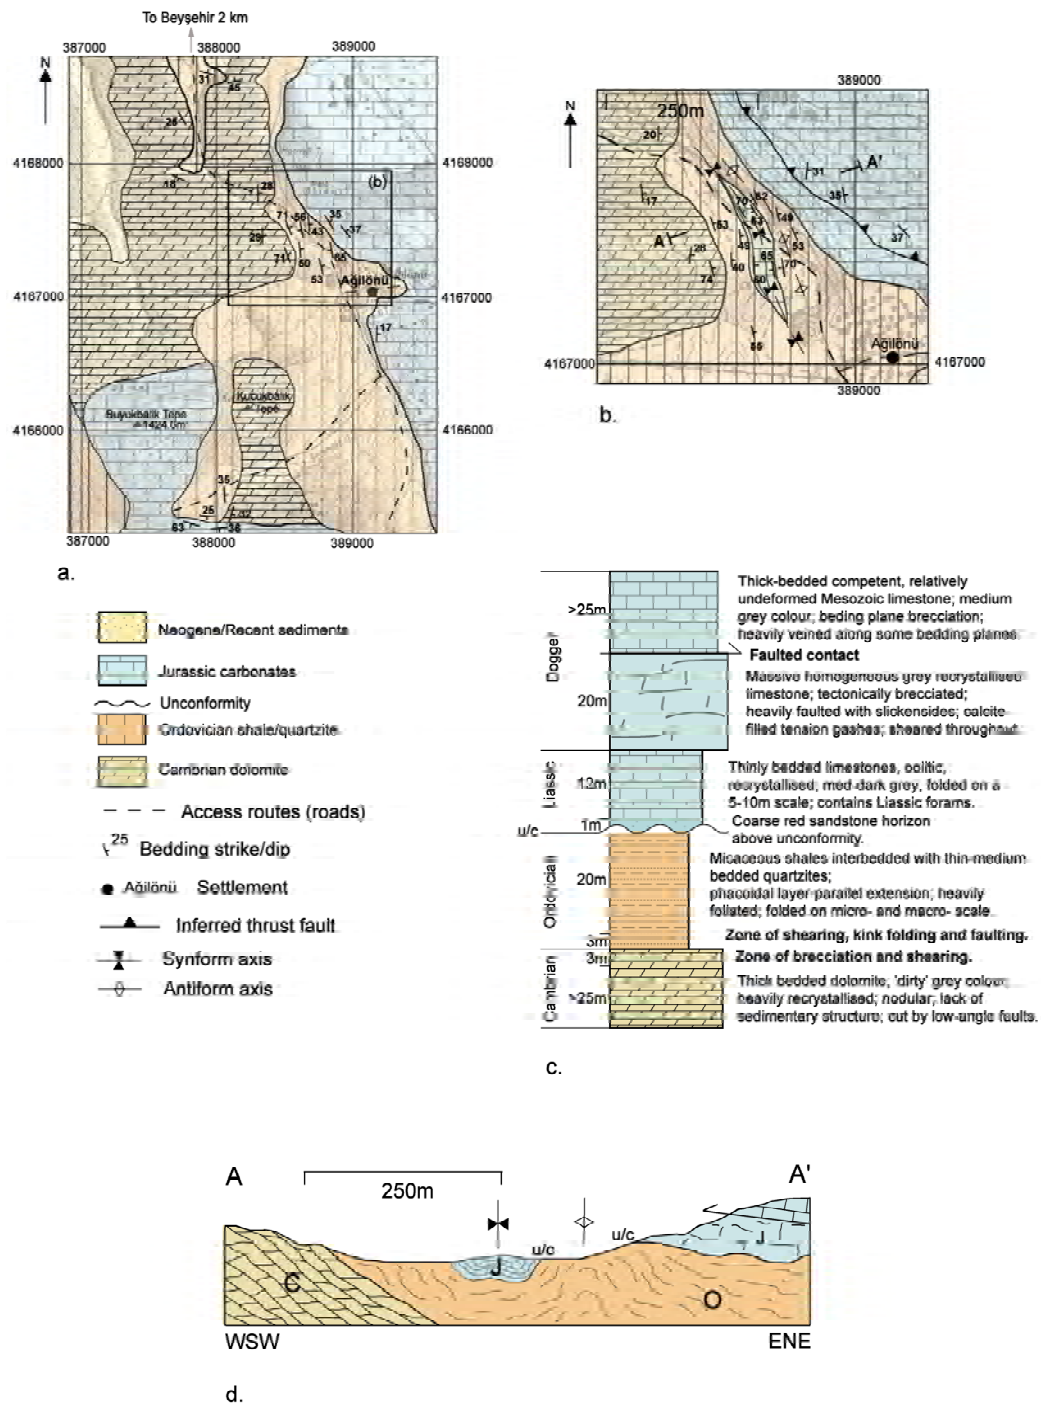 To Beyşehir 2 km
387000
388000
389000
N
31
45
26
4168000
4168000
18
28
(b)
71
56
35
43
37
29
71
50
65
53
Ağilönü
4167000
4167000
17
Kucukbalik
Tepe
Buyukbalik Tepe
1424.6m
4166000
4166000
35
25
63
36
387000
388000
389000
a.
389000
N
250m
20
A'
31
35
17
70
62
49
63
53
37
A
28
49
53
65
70
74
60
60
55
Ağilönü
4167000
4167000
389000
b.
Neogene/Recent sediments
Jurassic carbonates
Unconformity
Ordovician shale/quartzite
Cambrian dolomite
Access routes (roads)
25
Bedding strike/dip
Ağilönü Settlement
Inferred thrust fault
Synform axis
Antiform axis
Dogger
>25m
Thick-bedded competent, relatively
undeformed Mesozoic limestone; medium
grey colour; beding plane brecciation;
heavily veined along some bedding planes.
Faulted contact
20m
Massive homogeneous grey recrystallised
limestone; tectonically brecciated;
heavily faulted with slickensides; calcite
filled tension gashes; sheared throughout.
Liassic
12m
Thinly bedded limestones, oolitic,
recrystallised; med-dark grey, folded on a
5-10m scale; contains Liassic forams.
u/c
1m
Coarse red sandstone horizon
above unconformity.
Ordovician
20m
Micaceous shales interbedded with thin-medium
bedded quartzites;
phacoidal layer-parallel extension; heavily
foliated; folded on micro- and macro- scale.
3m
Zone of shearing, kink folding and faulting.
Cambrian
3m
Zone of brecciation and shearing.
>25m
Thick bedded dolomite, 'dirty' grey colour;
heavily recrystallised; nodular; lack of
sedimentary structure; cut by low-angle faults.
c.
A
A'
250m
u/c
u/c
J
J
C
O
WSW
ENE
d.